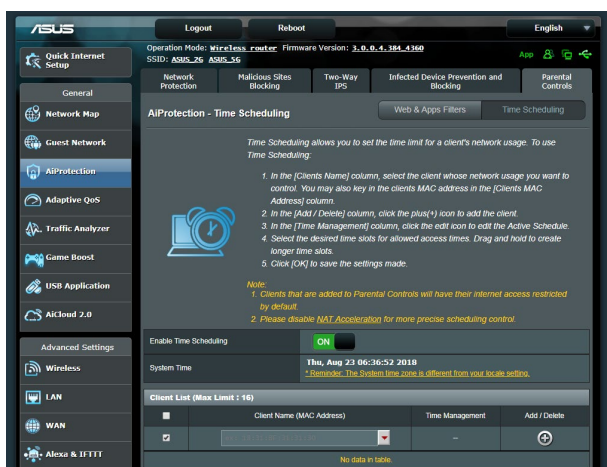 ASUS
Logout
Reboot
English
Quick Internet Setup
Operation Mode: Wireless router Firmware Version: 3.0.0.4.384_4360
SSID: ASUS_26 ASUS_5G
App
Network Protection
Malicious Sites Blocking
Two-Way IPS
Infected Device Prevention and Blocking
Parental Controls
General
Network Map
Guest Network
AiProtection
Adaptive QoS
Traffic Analyzer
Game Boost
USB Application
AiCloud 2.0
Advanced Settings
Wireless
LAN
WAN
Alexa & IFTTT
AiProtection - Time Scheduling
Web & Apps Filters
Time Scheduling
Time Scheduling allows you to set the time limit for a client's network usage. To use
Time Scheduling:
1. In the [Clients Name] column, select the client whose network usage you want to
control. You may also key in the clients MAC address in the [Clients MAC
Address] column.
2. In the [Add / Delete] column, click the plus(+) icon to add the client.
3. In the [Time Management] column, click the edit icon to edit the Active Schedule.
4. Select the desired time slots for allowed access times. Drag and hold to create
longer time slots.
5. Click [OK] to save the settings made.
Note:
1. Clients that are added to Parental Controls will have their internet access restricted
by default.
2. Please disable NAT Acceleration for more precise scheduling control.
Enable Time Scheduling
ON
System Time
Thu, Aug 23 06:36:52 2018
* Reminder: The System time zone is different from your locale setting.
Client List (Max Limit : 16)
Client Name (MAC Address)
Time Management
Add / Delete
–
No data in table.